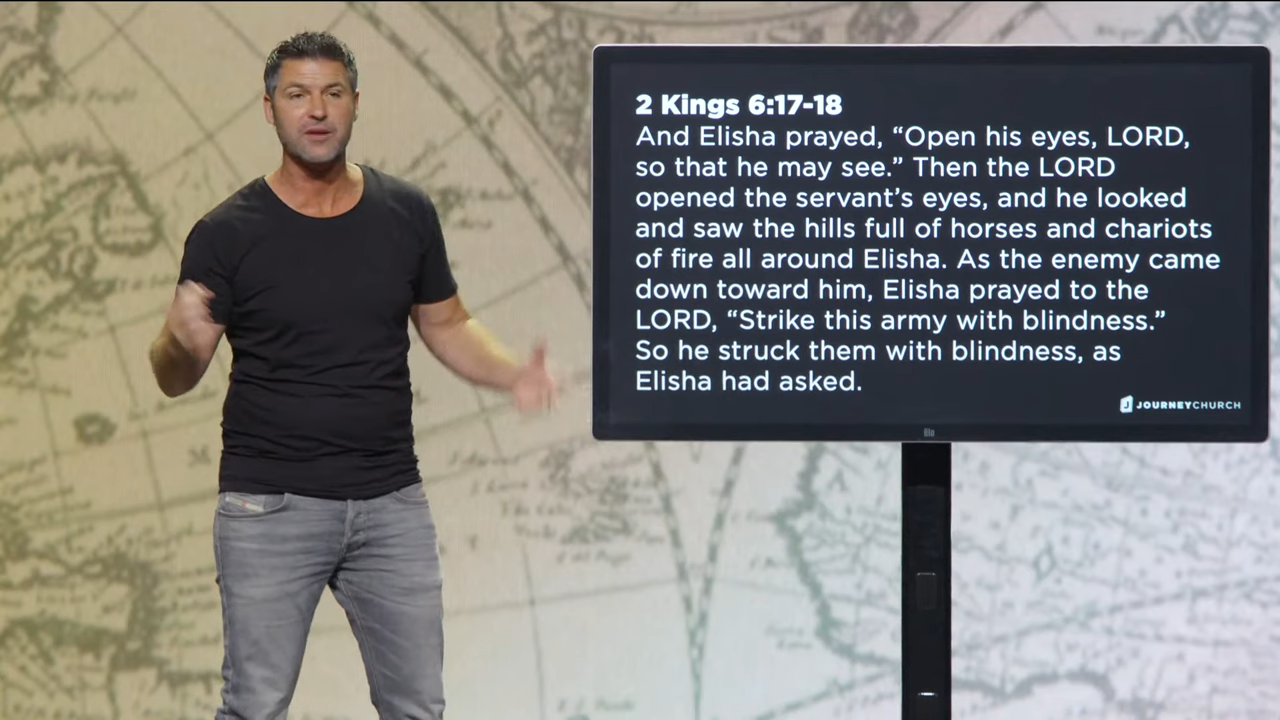 2 Kings 6:17-18
And Elisha prayed, “Open his eyes, LORD,
so that he may see.” Then the LORD
opened the servant’s eyes, and he looked
and saw the hills full of horses and chariots
of fire all around Elisha. As the enemy came
down toward him, Elisha prayed to the
LORD, “Strike this army with blindness.”
So he struck them with blindness, as
Elisha had asked.
JOURNEYCHURCH
elo